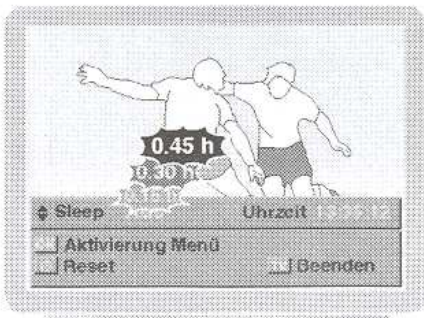 0.45 h
0.30 h
Sleep Uhrzeit
Aktivierung Menü
Reset Beenden